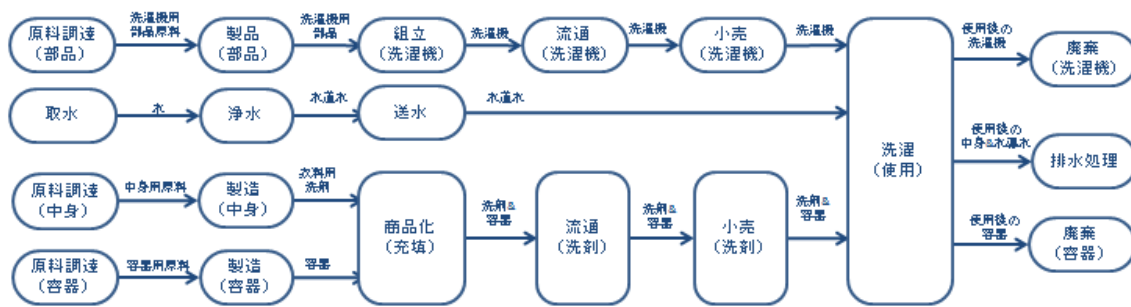 洗濯機用
部品原料
洗濯機用
部品
洗濯機
洗濯機
洗濯機
使用後の
洗濯機
原料調達
(部品)
製品
(部品)
組立
(洗濯機)
流通
(洗濯機)
小売
(洗濯機)
廃棄
(洗濯機)
取水
水
浄水
水道水
送水
水道水
洗濯
(使用)
使用後の
中身&水道水
排水処理
原料調達
(中身)
中身用原料
製造
(中身)
衣料用
洗剤
商品化
(充填)
洗剤&
容器
流通
(洗剤)
洗剤&
容器
小売
(洗剤)
洗剤&
容器
使用後の
容器
廃棄
(容器)
原料調達
(容器)
容器用原料
製造
(容器)
容器